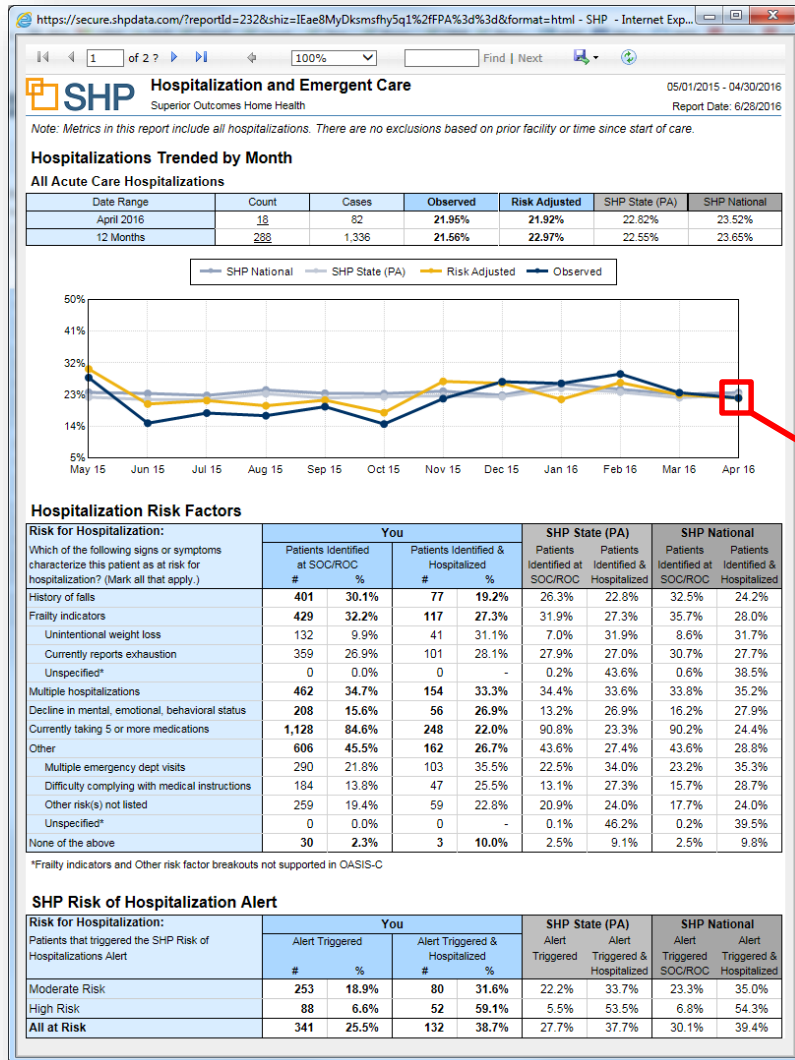 https://secure.shpdata.com/?reportId=232&shiz=IEae8MyDksmsfhy5q1%2fFPA%3d%3d&format=html - SHP - Internet Exp...
1 of 2 ? 100% Find | Next
SHP Hospitalization and Emergent Care 05/01/2015 - 04/30/2016
Superior Outcomes Home Health Report Date: 6/28/2016
Note: Metrics in this report include all hospitalizations. There are no exclusions based on prior facility or time since start of care.
Hospitalizations Trended by Month
All Acute Care Hospitalizations
Date Range Count Cases Observed Risk Adjusted SHP State (PA) SHP National
April 2016 18 82 21.95% 21.92% 22.82% 23.52%
12 Months 288 1,336 21.56% 22.97% 22.55% 23.65%
SHP National SHP State (PA) Risk Adjusted Observed
50%
41%
32%
23%
14%
5%
May 15 Jun 15 Jul 15 Aug 15 Sep 15 Oct 15 Nov 15 Dec 15 Jan 16 Feb 16 Mar 16 Apr 16
Hospitalization Risk Factors
Risk for Hospitalization: You SHP State (PA) SHP National
Which of the following signs or symptoms Patients Identified Patients Identified & Patients Patients Patients Patients
characterize this patient as at risk for at SOC/ROC Hospitalized Identified at Identified & Identified at Identified &
hospitalization? (Mark all that apply.) # % # % SOC/ROC Hospitalized SOC/ROC Hospitalized
History of falls 401 30.1% 77 19.2% 26.3% 22.8% 32.5% 24.2%
Frailty indicators 429 32.2% 117 27.3% 31.9% 27.3% 35.7% 28.0%
Unintentional weight loss 132 9.9% 41 31.1% 7.0% 31.9% 8.6% 31.7%
Currently reports exhaustion 359 26.9% 101 28.1% 27.9% 27.0% 30.7% 27.7%
Unspecified* 0 0.0% 0 - 0.2% 43.6% 0.6% 38.5%
Multiple hospitalizations 462 34.7% 154 33.3% 34.4% 33.6% 33.8% 35.2%
Decline in mental, emotional, behavioral status 208 15.6% 56 26.9% 13.2% 26.9% 16.2% 27.9%
Currently taking 5 or more medications 1,128 84.6% 248 22.0% 90.8% 23.3% 90.2% 24.4%
Other 606 45.5% 162 26.7% 43.6% 27.4% 43.6% 28.8%
Multiple emergency dept visits 290 21.8% 103 35.5% 22.5% 34.0% 23.2% 35.3%
Difficulty complying with medical instructions 184 13.8% 47 25.5% 13.1% 27.3% 15.7% 28.7%
Other risk(s) not listed 259 19.4% 59 22.8% 20.9% 24.0% 17.7% 24.0%
Unspecified* 0 0.0% 0 - 0.1% 46.2% 0.2% 39.5%
None of the above 30 2.3% 3 10.0% 2.5% 9.1% 2.5% 9.8%
*Frailty indicators and Other risk factor breakouts not supported in OASIS-C
SHP Risk of Hospitalization Alert
Risk for Hospitalization: You SHP State (PA) SHP National
Patients that triggered the SHP Risk of Alert Triggered Alert Triggered & Alert Alert Alert Alert
Hospitalizations Alert Hospitalized Triggered Triggered & Triggered Triggered &
# % # % Hospitalized SOC/ROC Hospitalized
Moderate Risk 253 18.9% 80 31.6% 22.2% 33.7% 23.3% 35.0%
High Risk 88 6.6% 52 59.1% 5.5% 53.5% 6.8% 54.3%
All at Risk 341 25.5% 132 38.7% 27.7% 37.7% 30.1% 39.4%